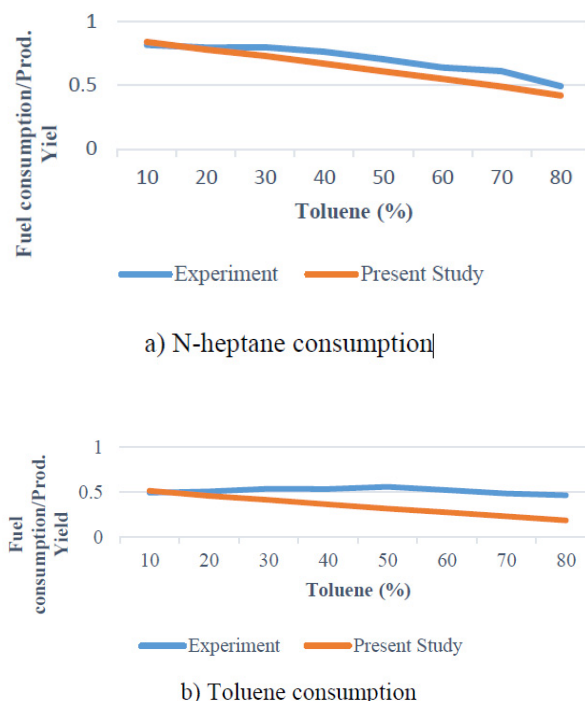 1
0.5
0
Fuel consumption/Prod.
Yiel
10 20 30 40 50 60 70 80
Toluene (%)
Experiment Present Study
a) N-heptane consumption
1
0.5
0
Fuel
consumption/Prod.
Yield
10 20 30 40 50 60 70 80
Toluene (%)
Experiment Present Study
b) Toluene consumption